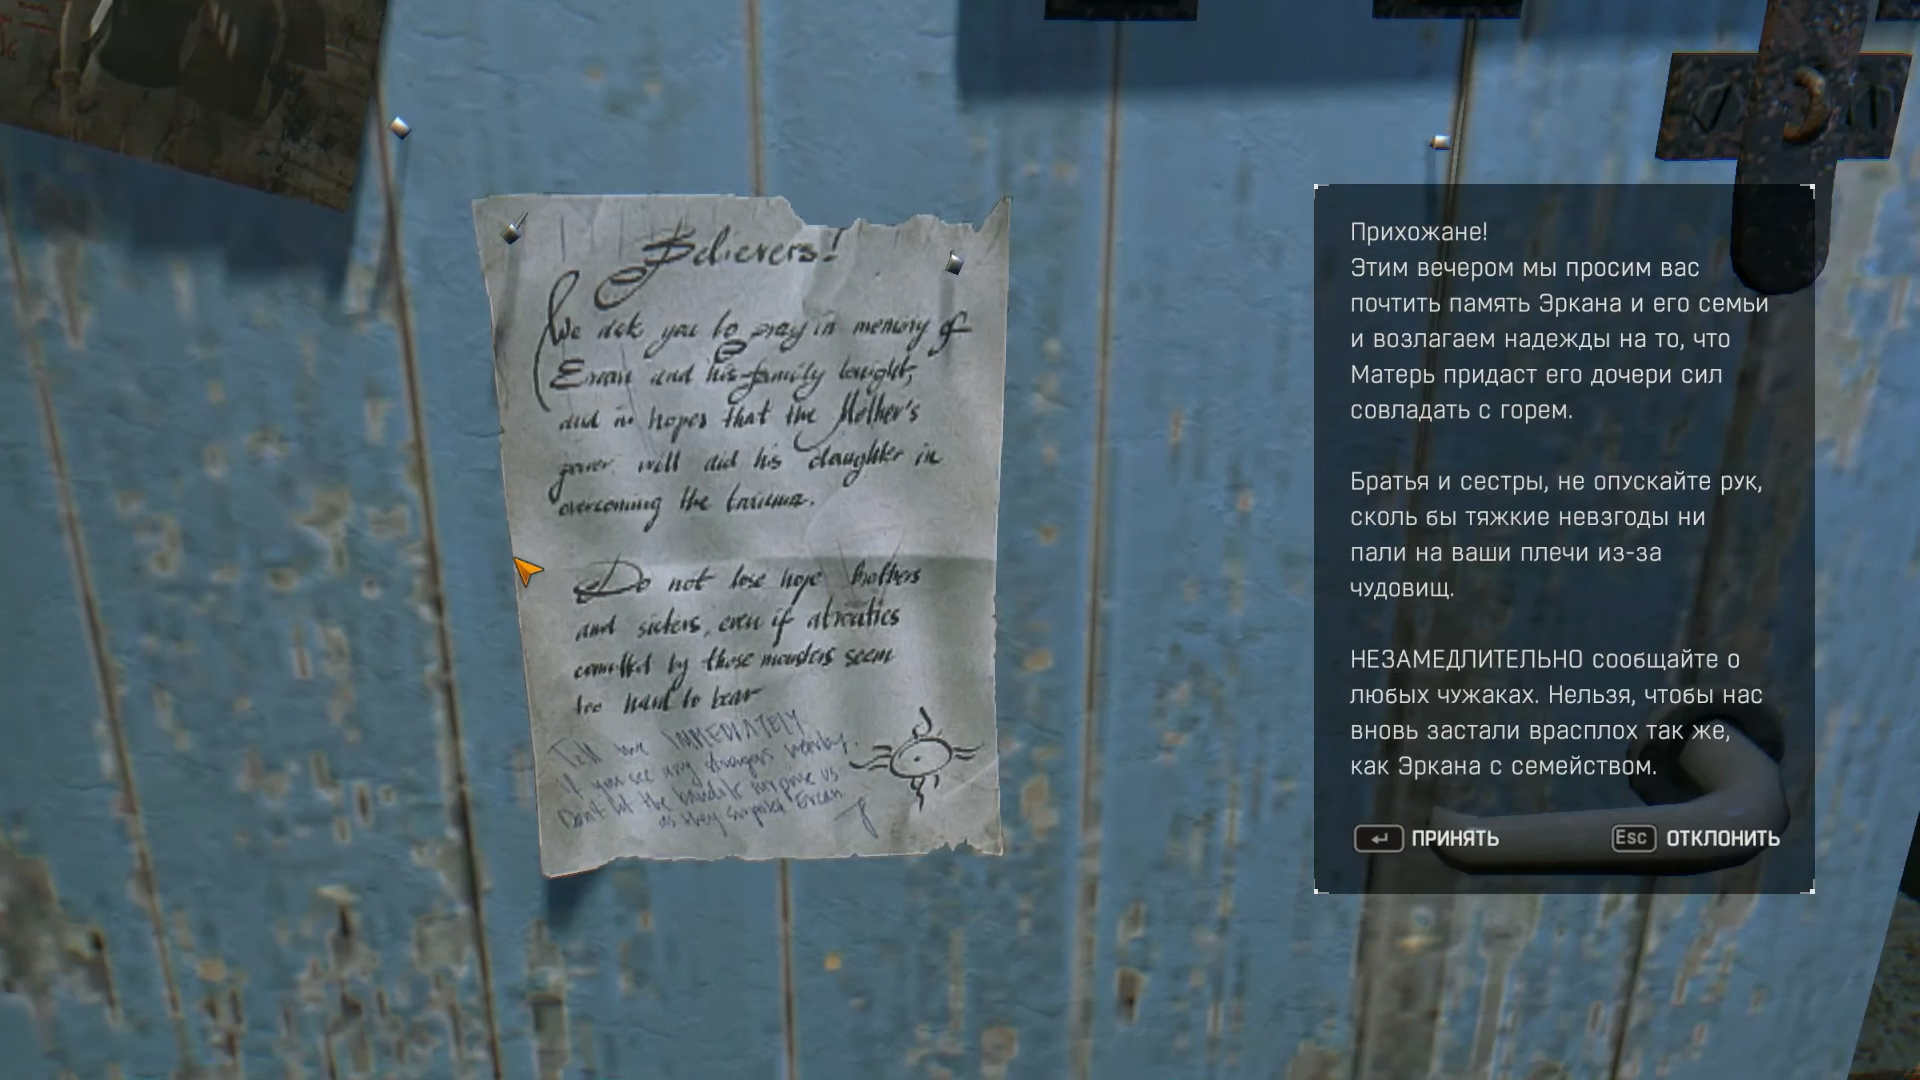 Believers!
We ask you to pray in memory of
Ercan and his family tonight,
and in hopes that the Mother's
power will aid his daughter in
overcoming the trauma.
Do not lose hope Brothers
and sisters, even if atrocities
commited by those monsters seem
too hard to bear
Tell me IMMEDIATELY
if you see any strangers nearby.
Don't let the bandits surprise us
as they surprised Ercan
Прихожане!
Этим вечером мы просим вас
почтить память Эркана и его семьи
и возлагаем надежды на то, что
Матерь придаст его дочери сил
совладать с горем.
Братья и сестры, не опускайте рук,
сколь бы тяжкие невзгоды ни
пали на ваши плечи из-за
чудовищ.
НЕЗАМЕДЛИТЕЛЬНО сообщайте о
любых чужаках. Нельзя, чтобы нас
вновь застали врасплох так же,
как Эркана с семейством.
ПРИНЯТЬ
Esc ОТКЛОНИТЬ